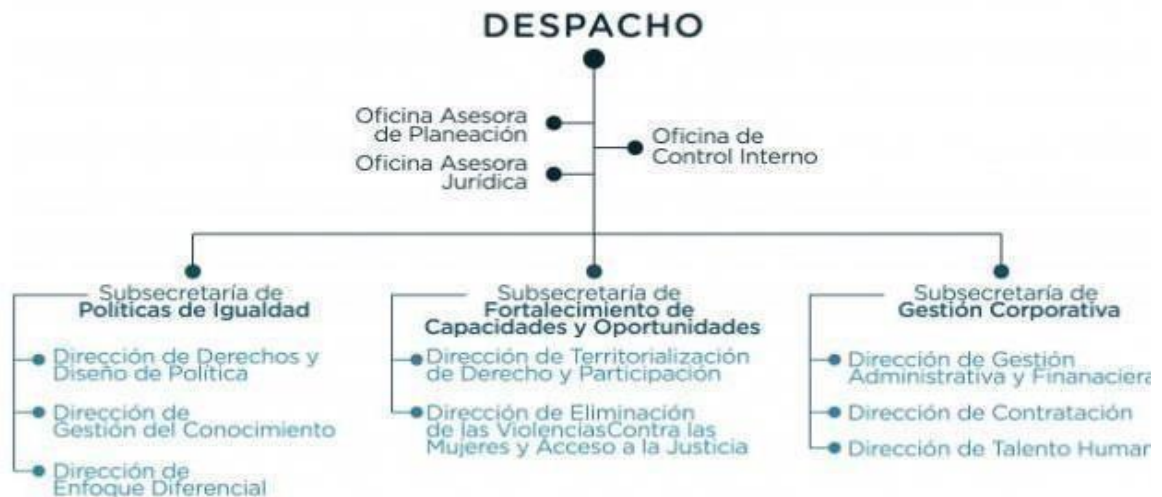 DESPACHO
Oficina Asesora
de Planeación
Oficina de
Control Interno
Oficina Asesora
Jurídica
Subsecretaría de
Políticas de Igualdad
Dirección de Derechos y
Diseño de Política
Dirección de
Gestión del Conocimiento
Dirección de
Enfoque Diferencial
Subsecretaría de
Fortalecimiento de
Capacidades y Oportunidades
Dirección de Territorialización
de Derecho y Participación
Dirección de Eliminación
de las ViolenciasContra las
Mujeres y Acceso a la Justicia
Subsecretaría de
Gestión Corporativa
Dirección de Gestión
Administrativa y Finanaciera
Dirección de Contratación
Dirección de Talento Human